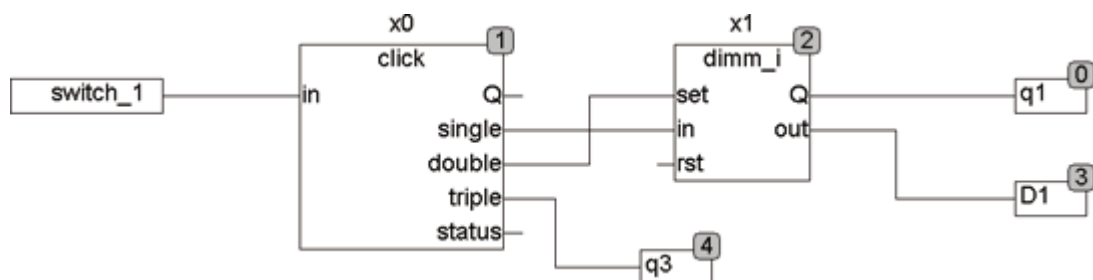 x0
1
click
switch_1
in
Q
single
double
triple
status
x1
2
dimm_i
set
Q
in
out
rst
0
q1
3
D1
4
q3